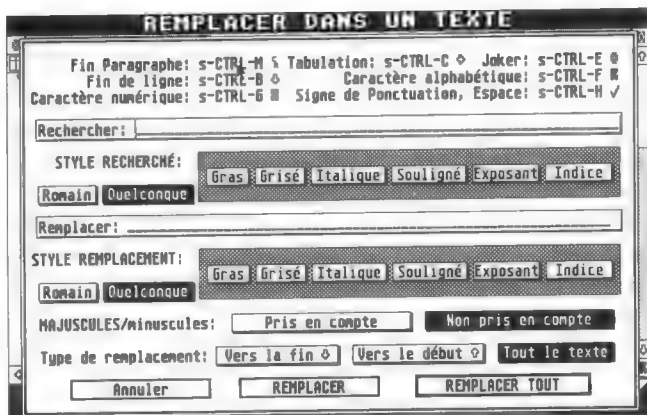 REMPLACER DANS UN TEXTE
Fin Paragraphe: s-CTRL-M Tabulation: s-CTRL-C Joker: s-CTRL-E
Fin de ligne: s-CTRL-B Caractère alphabétique: s-CTRL-F
Caractère numérique: s-CTRL-G Signe de Ponctuation, Espace: s-CTRL-H
Rechercher:
STYLE RECHERCHÉ:
Gras Grisé Italique Souligné Exposant Indice
Romain Quelconque
Remplacer:
STYLE REMPLACEMENT:
Gras Grisé Italique Souligné Exposant Indice
Romain Quelconque
MAJUSCULES/minuscules: Pris en compte Non pris en compte
Type de remplacement: Vers la fin Vers le début Tout le texte
Annuler REMPLACER REMPLACER TOUT